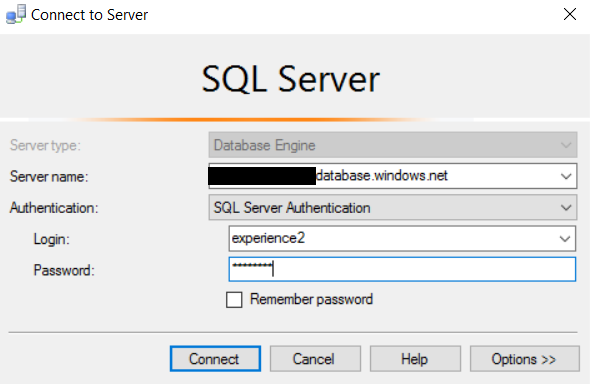 Connect to Server
SQL Server
Server type: Database Engine
Server name: database.windows.net
Authentication: SQL Server Authentication
Login: experience2
Password: ********
Remember password
Connect Cancel Help Options >>